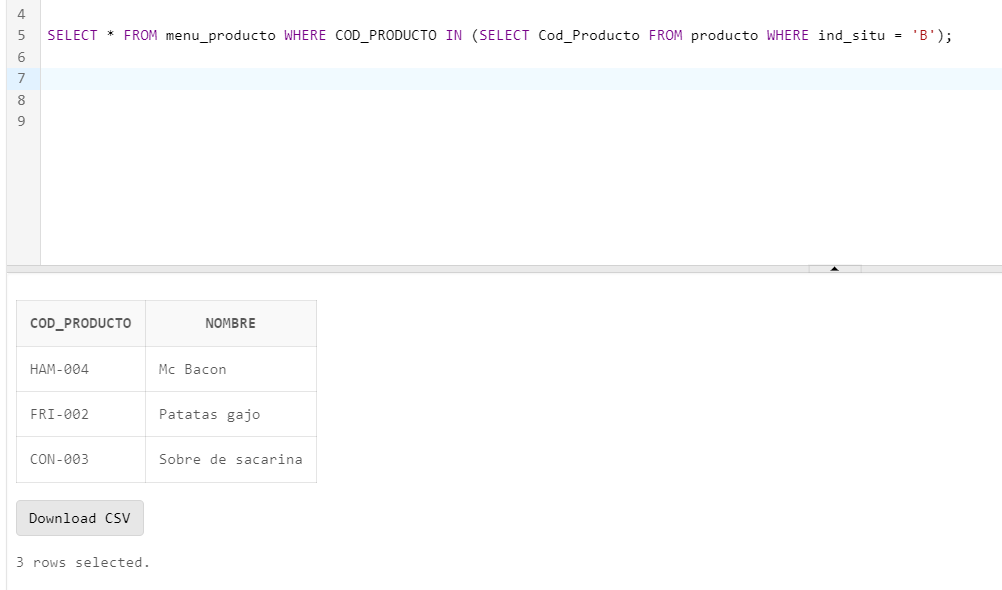 4
5 SELECT * FROM menu_producto WHERE COD_PRODUCTO IN (SELECT Cod_Producto FROM producto WHERE ind_situ = 'B');
6
7
8
9
COD_PRODUCTO NOMBRE
HAM-004 Mc Bacon
FRI-002 Patatas gajo
CON-003 Sobre de sacarina
Download CSV
3 rows selected.